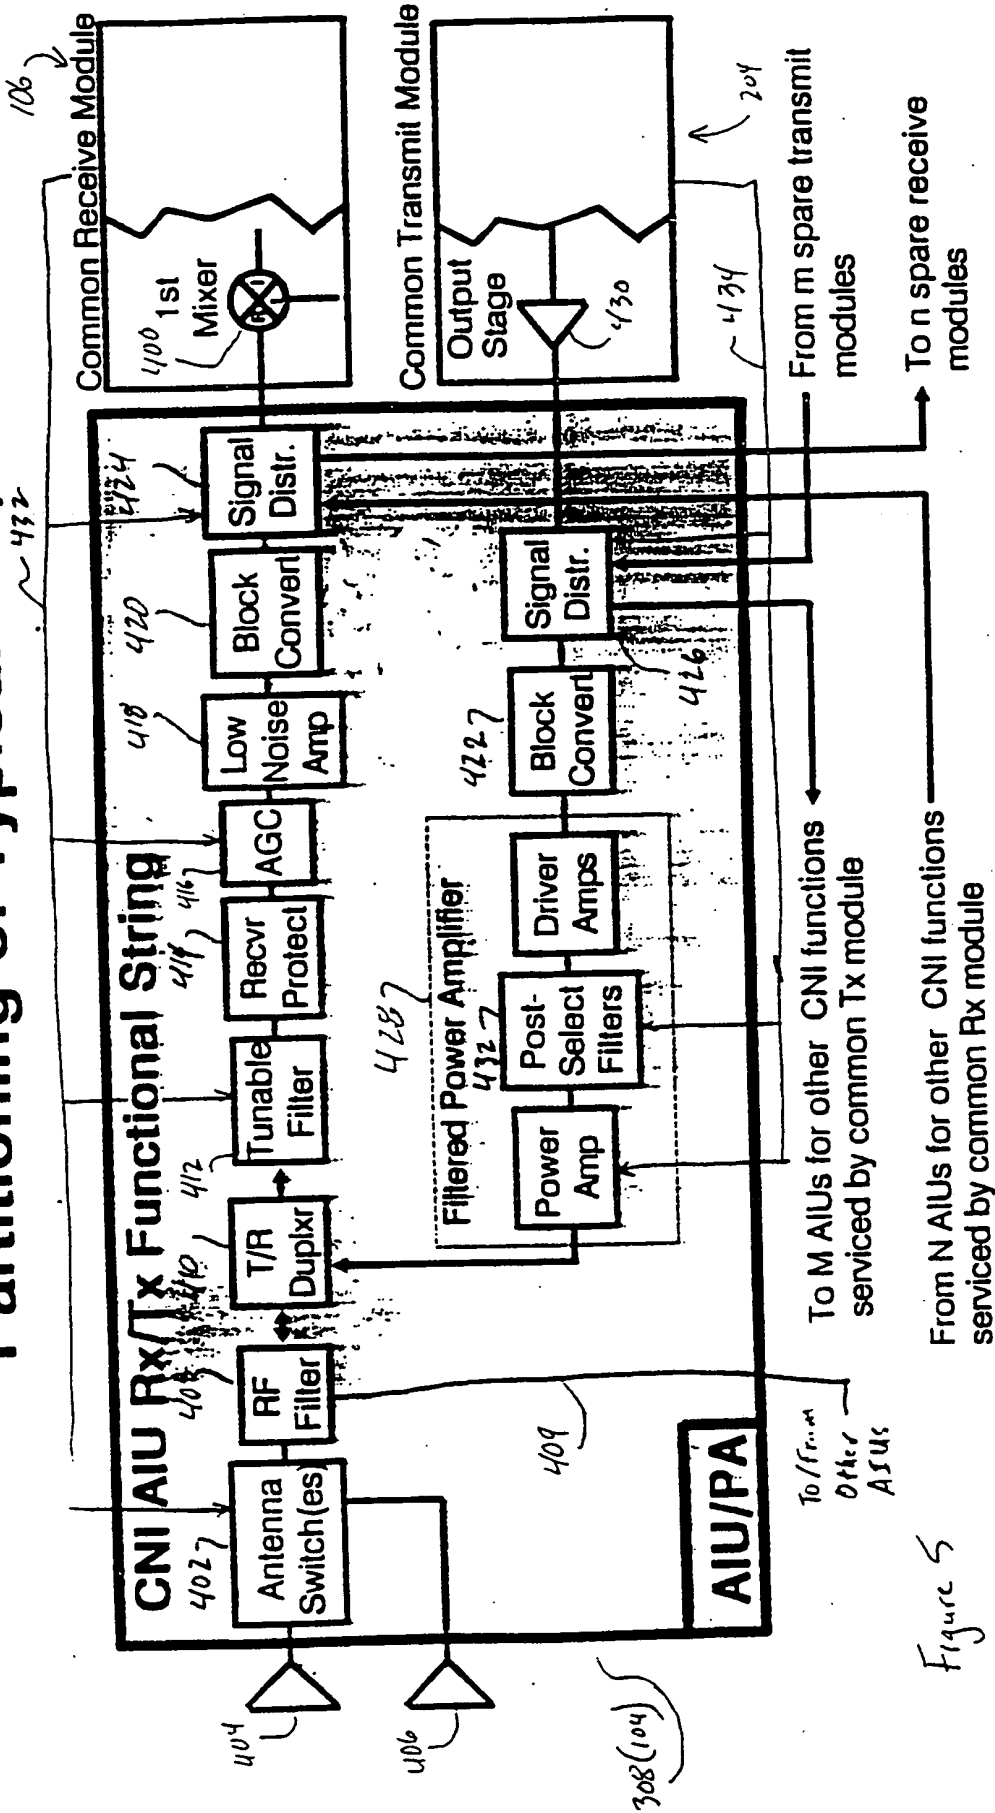 Partitioning of Typical
432
106
CNI AIU Rx/Tx Functional String
Common Receive Module
402
Antenna
Switch(es)
RF
Filter
410
T/R
Duplxr
412
Tunable
Filter
414
Recvr
Protect
416
AGC
418
Low
Noise
Amp
420
Block
Convert
424
Signal
Distr.
400
1st
Mixer
404
406
409
428
Filtered Power Amplifier
Power
Amp
432
Post-
Select
Filters
Driver
Amps
422
Block
Convert
426
Signal
Distr.
Common Transmit Module
Output
Stage
430
204
434
AIU/PA
308(104)
To/From
Other
AIUs
To M AIUs for other CNI functions
serviced by common Tx module
From N AIUs for other CNI functions
serviced by common Rx module
From m spare transmit
modules
To n spare receive
modules
Figure 5